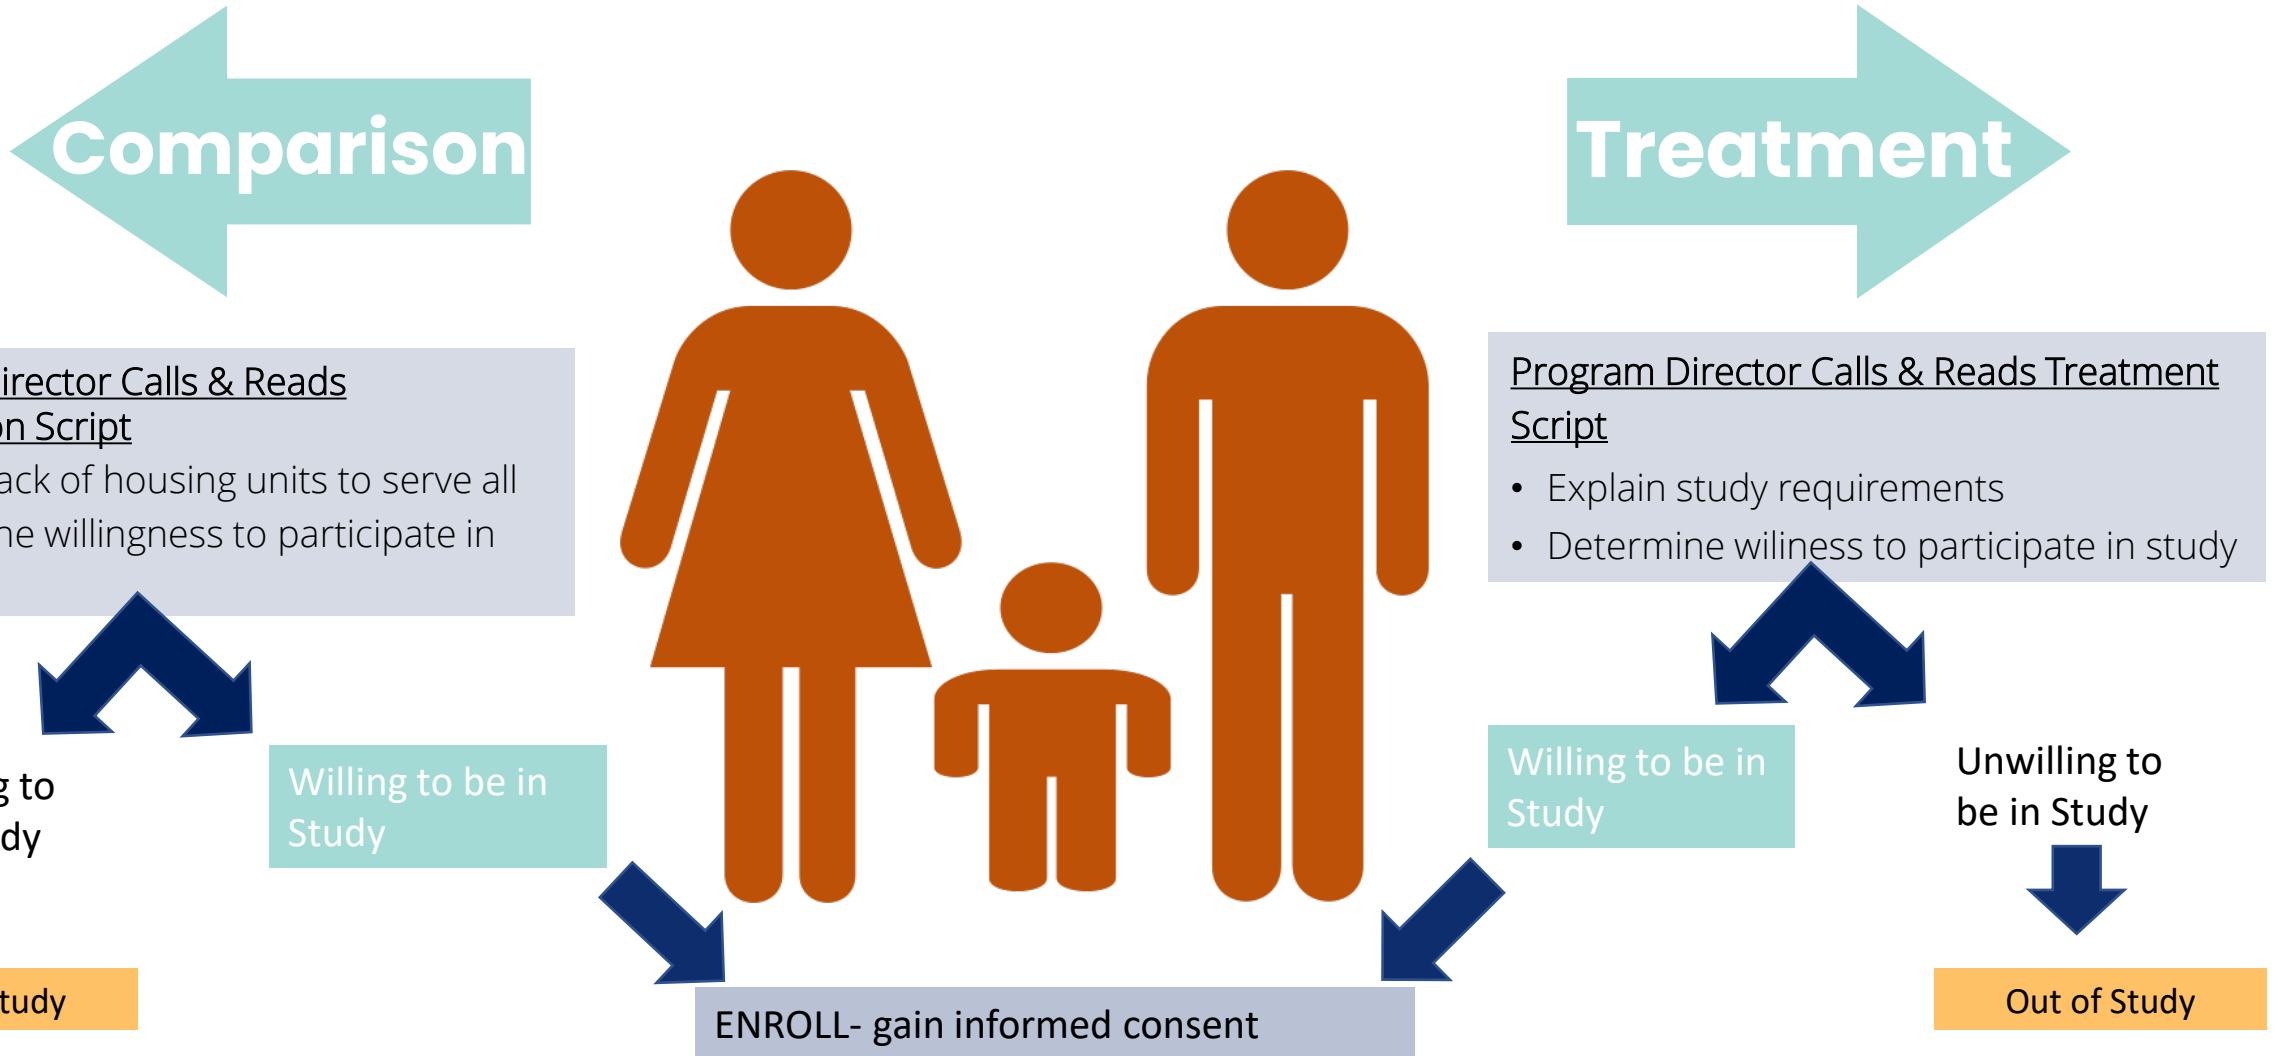 Comparison
Treatment
irector Calls & Reads
on Script
ack of housing units to serve all
ne willingness to participate in
Program Director Calls & Reads Treatment
Script
• Explain study requirements
• Determine wiliness to participate in study
g to
dy
Willing to be in
Study
Willing to be in
Study
Unwilling to
be in Study
tudy
ENROLL- gain informed consent
Out of Study